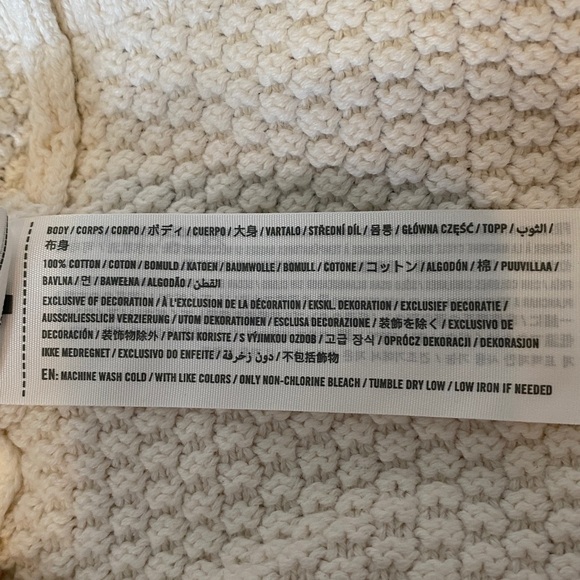 BODY / CORPS / CORPO / ボディ / CUERPO / 大身 / VARTALO / STŘEDNÍ DÍL / 몸통 / GŁÓWNA CZĘŚĆ / TOPP / الثوب /
布身
100% COTTON / COTON / BOMULD / KATOEN / BAUMWOLLE / BOMULL / COTONE / コットン / ALGODÓN / 棉 / PUUVILLAA /
BAVLNA / 면 / BAWEŁNA / ALGODÃO / القطن
EXCLUSIVE OF DECORATION / À L'EXCLUSION DE LA DÉCORATION / EKSKL. DEKORATION / EXCLUSIEF DECORATIE /
AUSSCHLIESSLICH VERZIERUNG / UTOM DEKORATIONEN / ESCLUSA DECORAZIONE / 装飾を除く / EXCLUSIVO DE
DECORACIÓN / 装饰物除外 / PAITSI KORISTE / S VÝJIMKOU OZDOB / 고급 장식 / OPRÓCZ DEKORACJI / DEKORASJON
IKKE MEDREGNET / EXCLUSIVO DO ENFEITE / دون زخرفة / 不包括飾物
EN: MACHINE WASH COLD / WITH LIKE COLORS / ONLY NON-CHLORINE BLEACH / TUMBLE DRY LOW / LOW IRON IF NEEDED